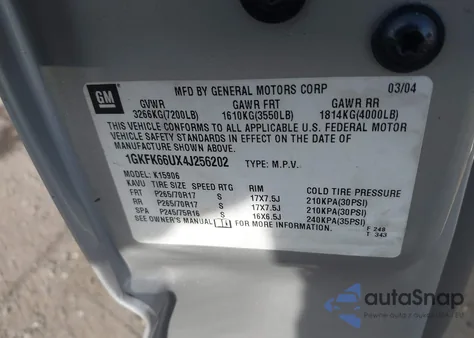 GM
MFD BY GENERAL MOTORS CORP 03/04
GVWR GAWR FRT GAWR RR
3266KG(7200LB) 1610KG(3550LB) 1814KG(4000LB)
THIS VEHICLE CONFORMS TO ALL APPLICABLE U.S. FEDERAL MOTOR
VEHICLE SAFETY STANDARDS IN EFFECT ON THE DATE OF
MANUFACTURE SHOWN ABOVE.
1GKFK66UX4J256202 TYPE: M.P.V.
MODEL: K15906
KAVU TIRE SIZE SPEED RTG RIM COLD TIRE PRESSURE
FRT P265/70R17 S 17X7.5J 210KPA(30PSI)
RR P265/70R17 S 17X7.5J 210KPA(30PSI)
SPA P245/75R16 S 16X6.5J 240KPA(35PSI)
SEE OWNER'S MANUAL FOR MORE INFORMATION. F 248
T 343
autoSnap